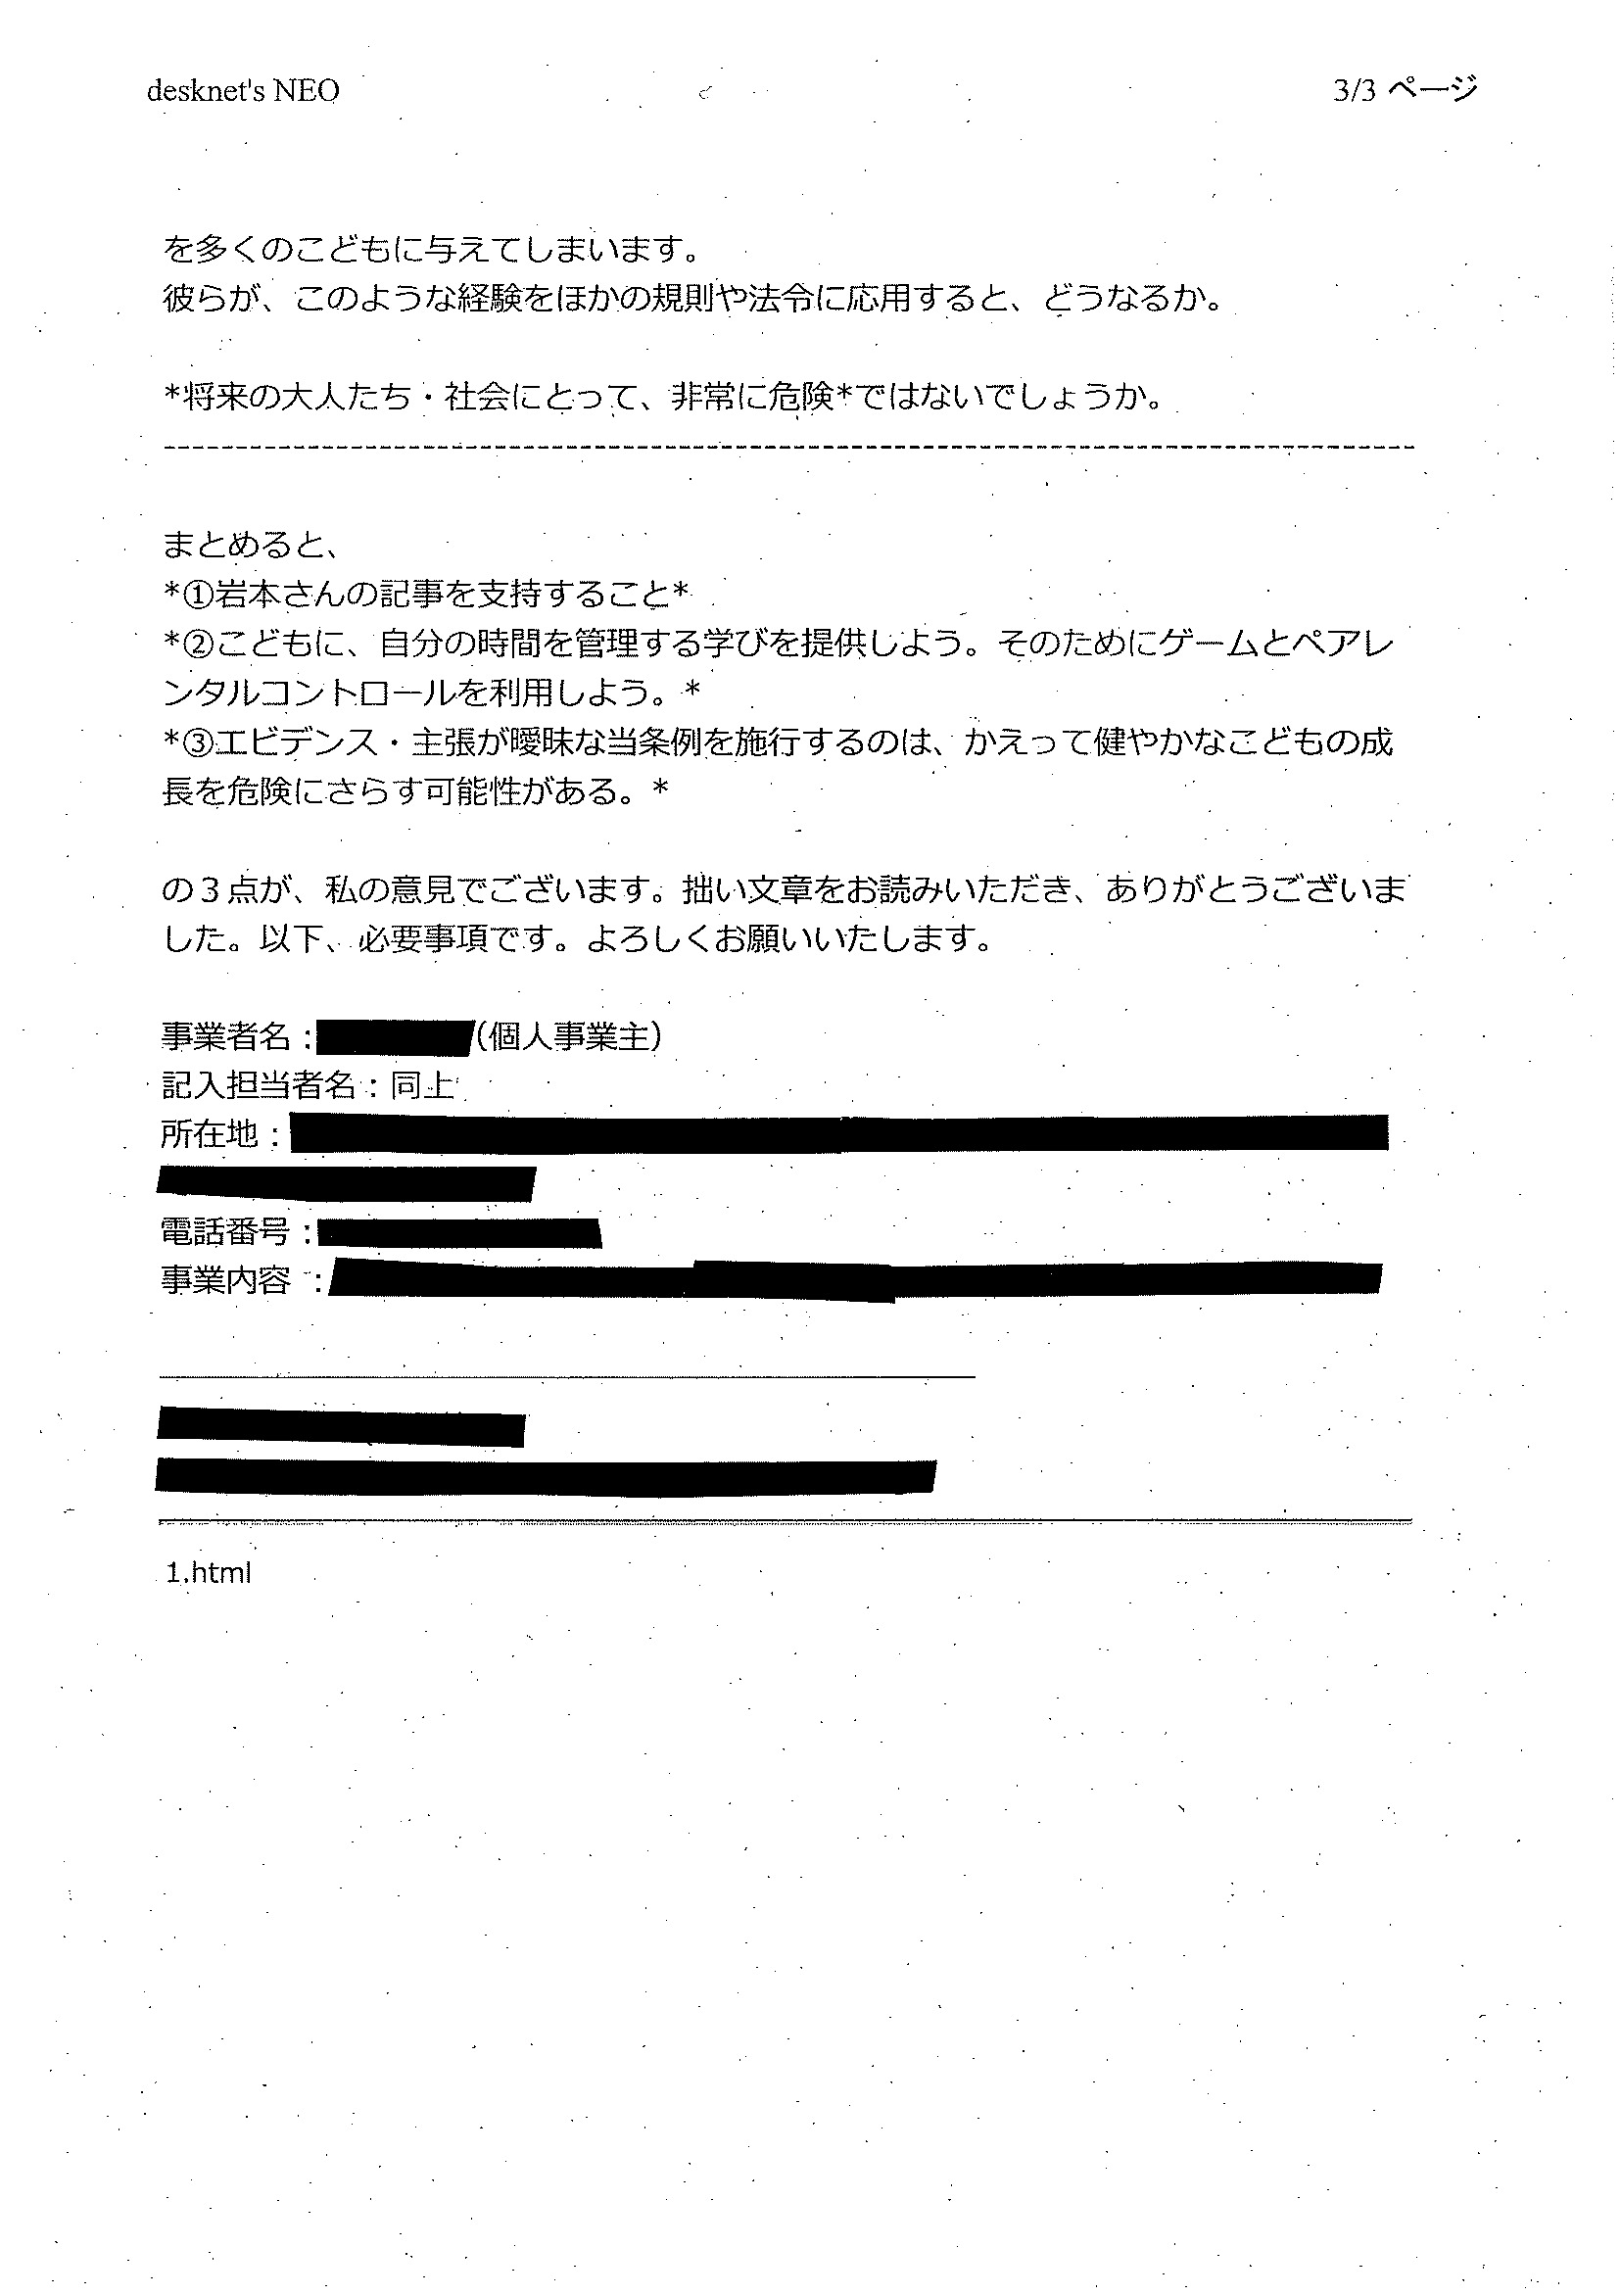 desknet's NEO
3/3 ページ
を多くのこどもに与えてしまいます。
彼らが、このような経験をほかの規則や法令に応用すると、どうなるか。
*将来の大人たち・社会にとって、非常に危険*ではないでしょうか。
--------------------------------------------------------------------------------
まとめると、
*①岩本さんの記事を支持すること*
*②こどもに、自分の時間を管理する学びを提供しよう。そのためにゲームとペアレ
ンタルコントロールを利用しよう。*
*③エビデンス・主張が曖昧な当条例を施行するのは、かえって健やかなこどもの成
長を危険にさらす可能性がある。*
の３点が、私の意見でございます。拙い文章をお読みいただき、ありがとうございま
した。以下、必要事項です。よろしくお願いいたします。
事業者名：(個人事業主)
記入担当者名：同上
所在地：
電話番号：
事業内容 ：
1.html